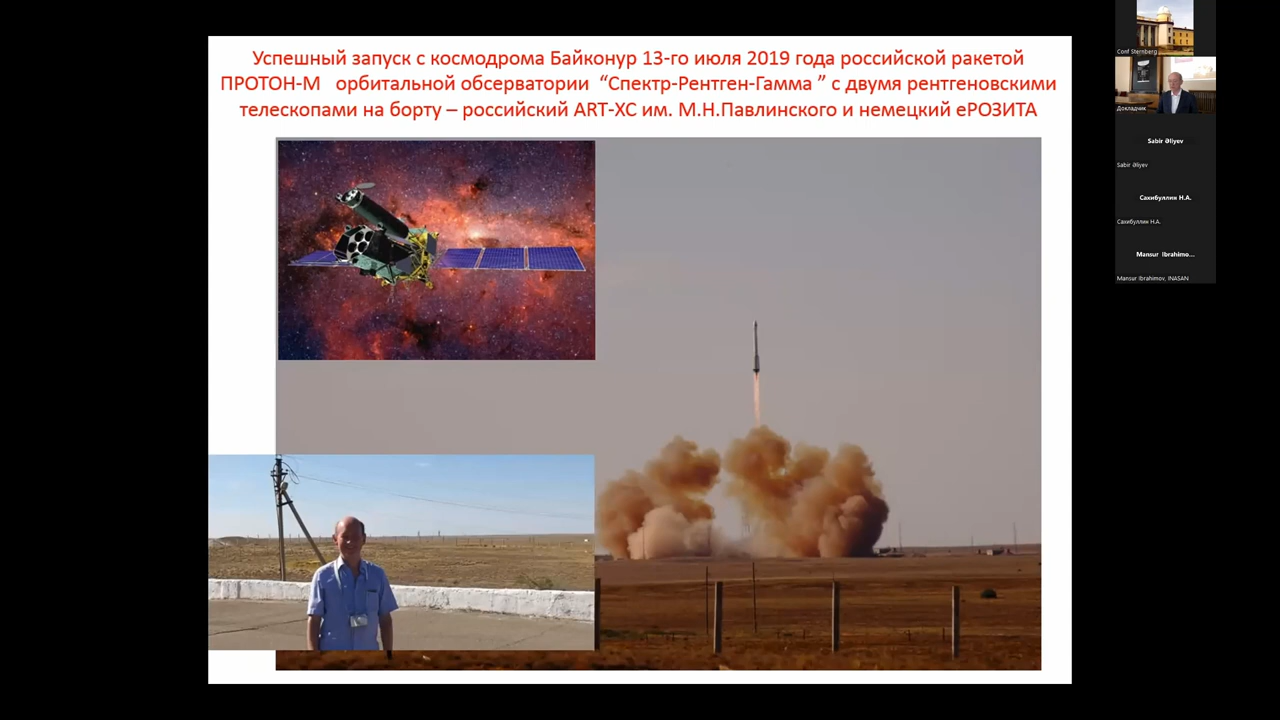 Успешный запуск с космодрома Байконур 13-го июля 2019 года российской ракетой
ПРОТОН-М орбитальной обсерватории “Спектр-Рентген-Гамма ” с двумя рентгеновскими
телескопами на борту – российский ART-XC им. М.Н.Павлинского и немецкий еРОЗИТА
Conf Sternberg
Докладчик
Sabir Əliyev
Sabir Əliyev
Сахибуллин Н.А.
Сахибуллин Н.А.
Mansur Ibrahimo...
Mansur Ibrahimov, INASAN